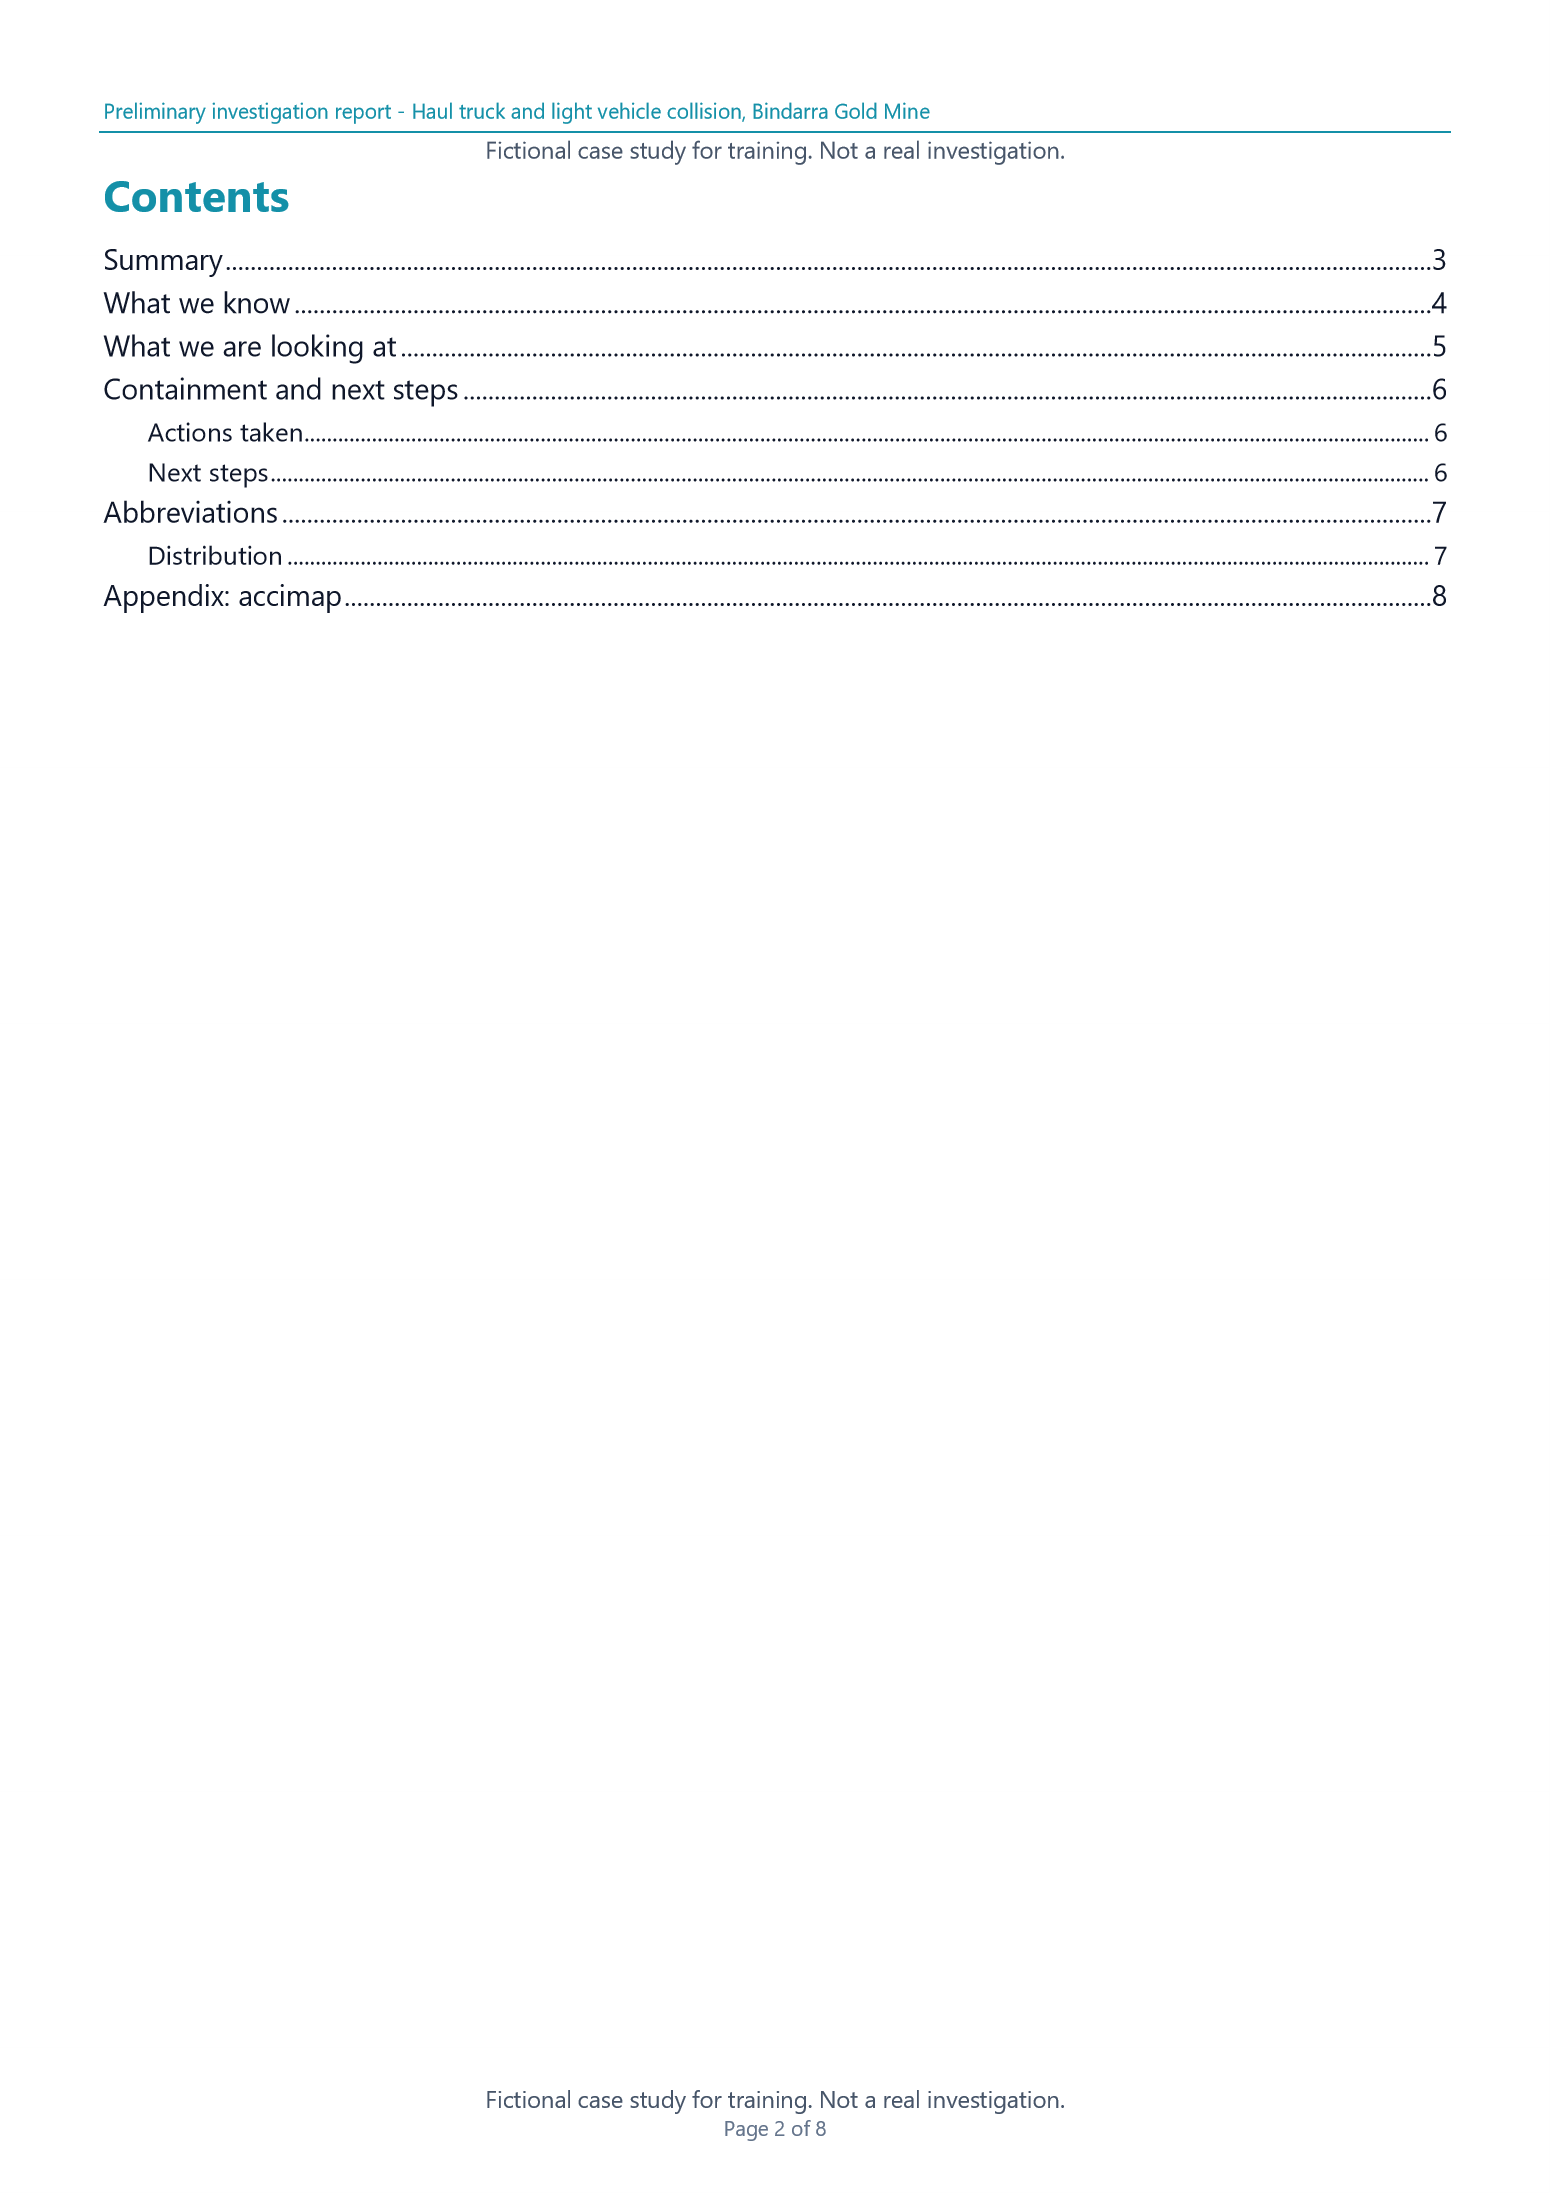 Preliminary investigation report - Haul truck and light vehicle collision, Bindarra Gold Mine
Fictional case study for training. Not a real investigation.
Contents
Summary 3
What we know 4
What we are looking at 5
Containment and next steps 6
Actions taken 6
Next steps 6
Abbreviations 7
Distribution 7
Appendix: accimap 8
Fictional case study for training. Not a real investigation.
Page 2 of 8